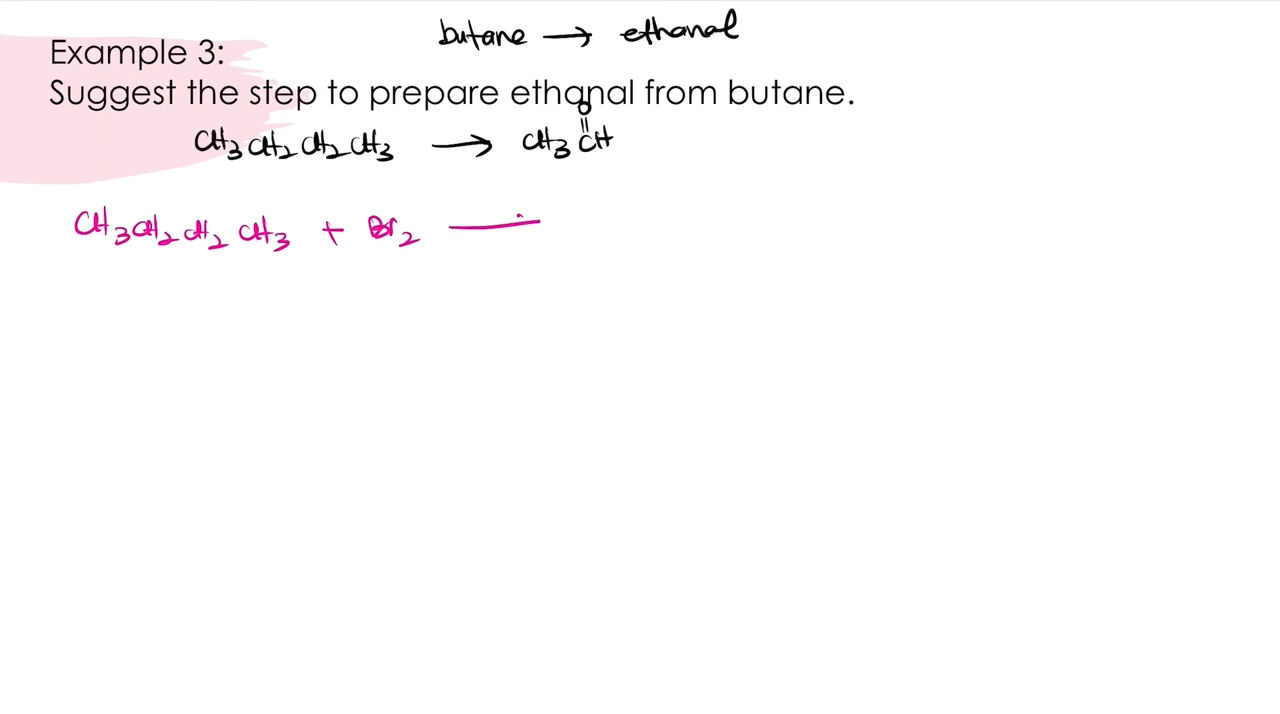 butane → ethanal
Example 3:
Suggest the step to prepare ethanal from butane.
O
CH3CH2CH2CH3 → CH3CH
CH3CH2CH2CH3 + Br2